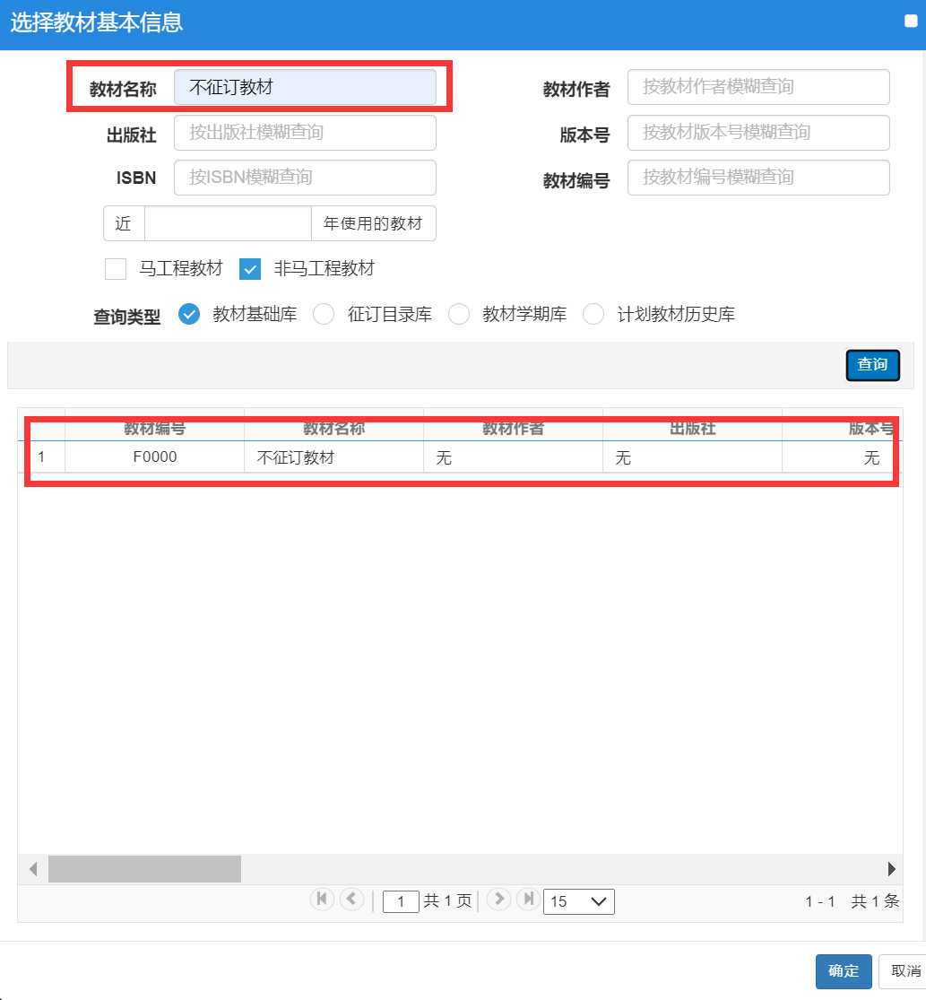 选择教材基本信息
教材名称 不征订教材 教材作者 按教材作者模糊查询
出版社 按出版社模糊查询 版本号 按教材版本号模糊查询
ISBN 按ISBN模糊查询 教材编号 按教材编号模糊查询
近 年使用的教材
马工程教材 非马工程教材
查询类型 教材基础库 征订目录库 教材学期库 计划教材历史库
查询
教材编号 教材名称 教材作者 出版社 版本号
1 F0000 不征订教材 无 无 无
1 共 1 页 15 1 - 1 共 1 条
确定 取消